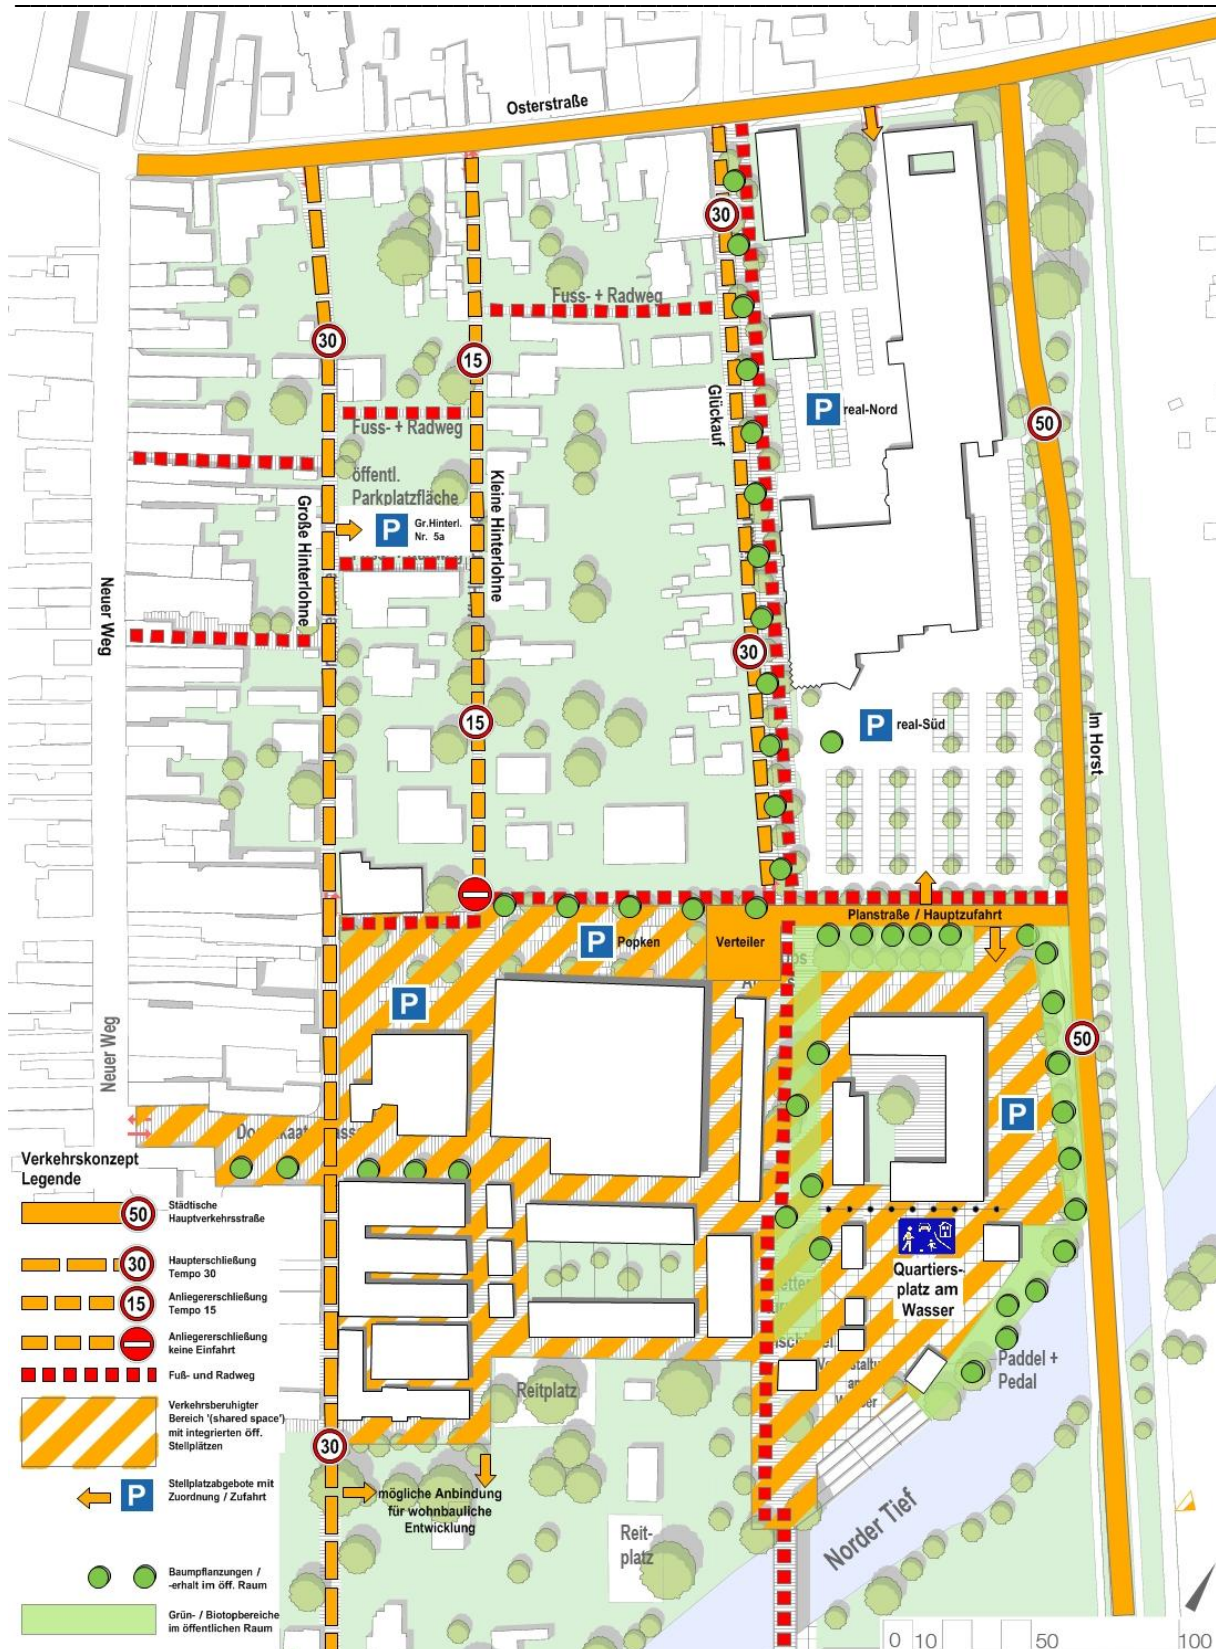 Osterstraße
30
30
15
Fuss- + Radweg
Glückauf
P real-Nord
50
Fuss- + Radweg
öffentl.
Parkplatzfläche
P Gr.Hinterl.
Nr. 5a
Große Hinterlohne
Kleine Hinterlohne
Neuer Weg
30
15
P real-Süd
Im Horst
Planstraße / Hauptzufahrt
P Popken
Verteiler
P
Neuer Weg
50
P
Verkehrskonzept
Legende
50 Städtische
Hauptverkehrsstraße
30 Haupterschließung
Tempo 30
15 Anliegererschließung
Tempo 15
Anliegererschließung
keine Einfahrt
Fuß- und Radweg
Verkehrsberuhigter
Bereich '(shared space')
mit integrierten öff.
Stellplätzen
P Stellplatzabgebote mit
Zuordnung / Zufahrt
Baumpflanzungen /
-erhalt im öff. Raum
Grün- / Biotopbereiche
im öffentlichen Raum
Quartiers-
platz am
Wasser
Paddel +
Pedal
Reitplatz
30
mögliche Anbindung
für wohnbauliche
Entwicklung
Reit-
platz
Norder Tief
0 10 50 100